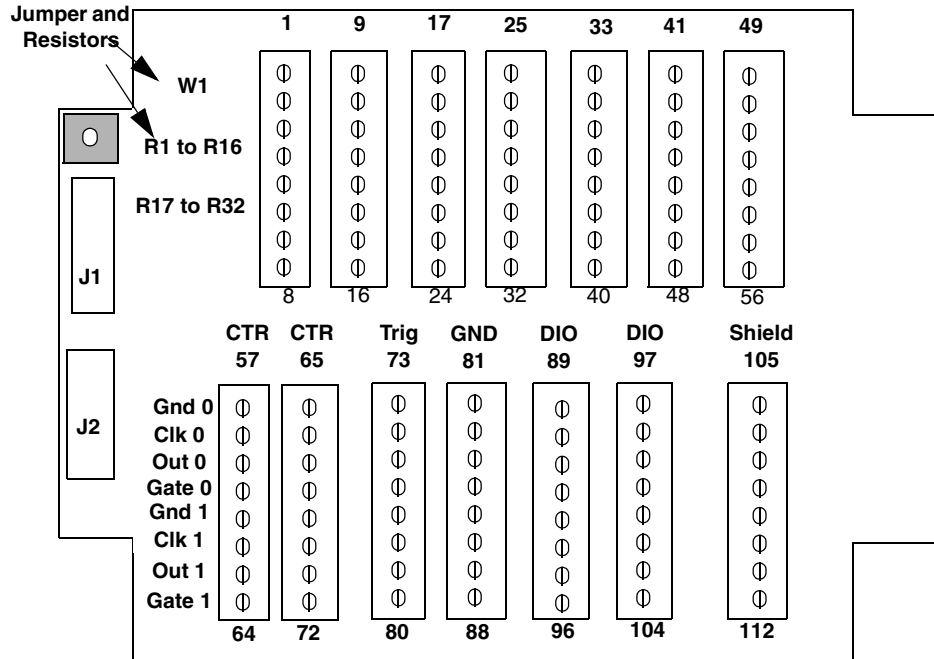 Jumper and
Resistors
1 9 17 25 33 41 49
W1
R1 to R16
R17 to R32
J1
8 16 24 32 40 48 56
CTR CTR Trig GND DIO DIO Shield
57 65 73 81 89 97 105
J2
Gnd 0
Clk 0
Out 0
Gate 0
Gnd 1
Clk 1
Out 1
Gate 1
64 72 80 88 96 104 112